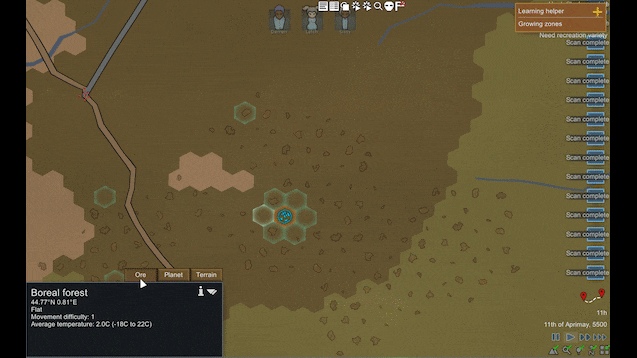 Learning helper
Growing zones
Need recreation variety
Scan complete
Scan complete
Scan complete
Scan complete
Scan complete
Scan complete
Scan complete
Scan complete
Scan complete
Scan complete
Scan complete
Scan complete
Scan complete
Ore
Planet
Terrain
Boreal forest
44.77°N 0.81°E
Flat
Movement difficulty: 1
Average temperature: 2.0C (-18C to 22C)
11h
11th of Aprimay, 5500